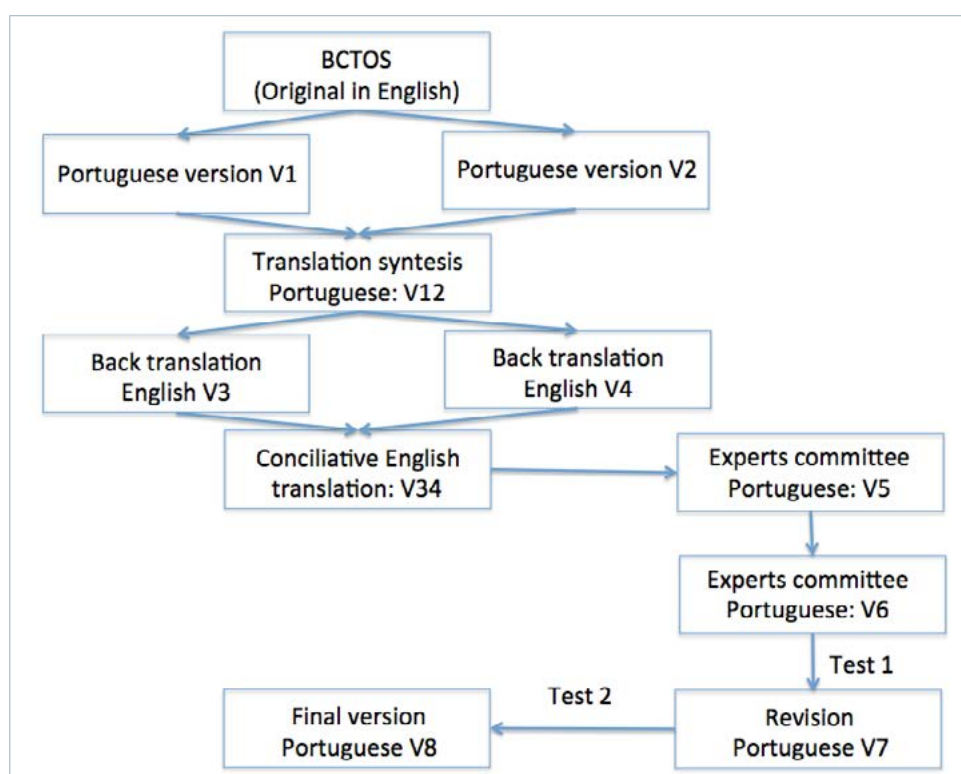 BCTOS
(Original in English)
Portuguese version V1
Portuguese version V2
Translation syntesis
Portuguese: V12
Back translation
English V3
Back translation
English V4
Conciliative English
translation: V34
Experts committee
Portuguese: V5
Experts committee
Portuguese: V6
Test 1
Test 2
Final version
Portuguese V8
Revision
Portuguese V7